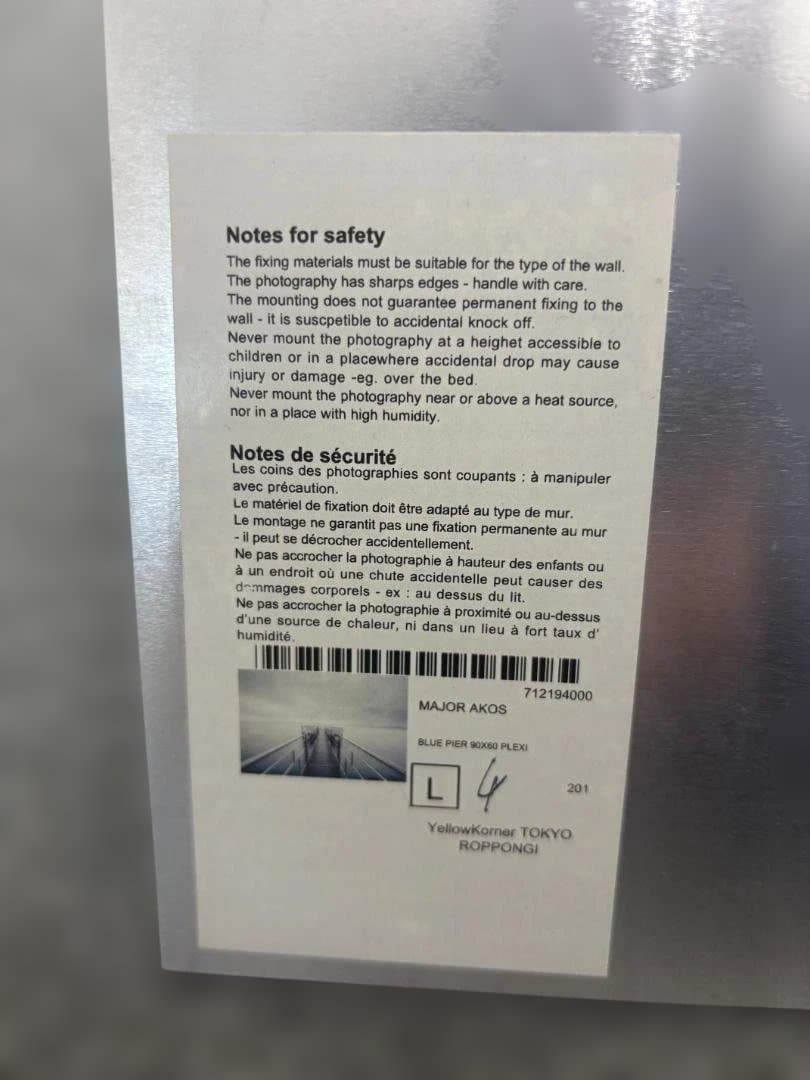 Notes for safety
The fixing materials must be suitable for the type of the wall.
The photography has sharps edges - handle with care.
The mounting does not guarantee permanent fixing to the
wall - it is suscpetible to accidental knock off.
Never mount the photography at a heighet accessible to
children or in a placewhere accidental drop may cause
injury or damage -eg. over the bed.
Never mount the photography near or above a heat source,
nor in a place with high humidity.
Notes de sécurité
Les coins des photographies sont coupants : à manipuler
avec précaution.
Le matériel de fixation doit être adapté au type de mur.
Le montage ne garantit pas une fixation permanente au mur
- il peut se décrocher accidentellement.
Ne pas accrocher la photographie à hauteur des enfants ou
à un endroit où une chute accidentelle peut causer des
dommages corporels - ex : au dessus du lit.
Ne pas accrocher la photographie à proximité ou au-dessus
d'une source de chaleur, ni dans un lieu à fort taux d'
humidité.
712194000
MAJOR AKOS
BLUE PIER 90X60 PLEXI
L 4 201
YellowKorner TOKYO
ROPPONGI